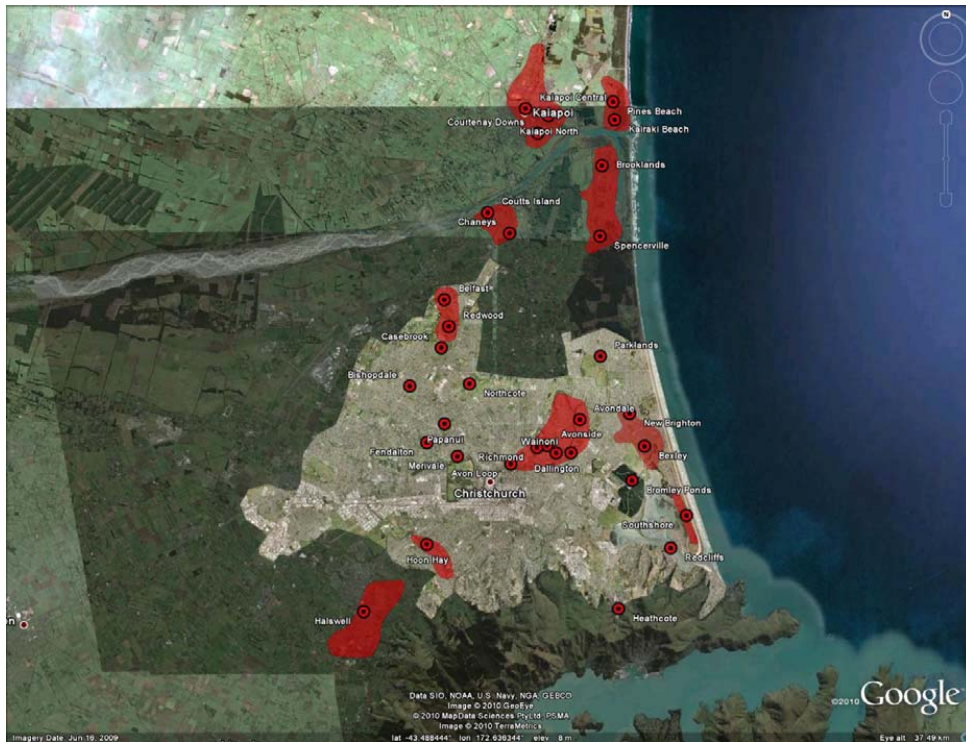 N
Kaiapoi Central
Kaiapoi
Pines Beach
Courtenay Downs
Kaiapoi North
Kairaki Beach
Brooklands
Coutts Island
Chaneys
Spencerville
Belfast
Redwood
Casebrook
Parklands
Bishopdale
Northcote
Avondale
New Brighton
Papanui
Wainoni
Avonside
Fendalton
Bexley
Merivale
Richmond
Dallington
Avon Loop
Christchurch
Bromley Ponds
Southshore
Redcliffs
Hoon Hay
Halswell
Heathcote
Data SIO, NOAA, U.S. Navy, NGA, GEBCO
Image © 2010 GeoEye
© 2010 MapData Sciences PtyLtd, PSMA
Image © 2010 TerraMetrics
©2010 Google
Imagery Date: Jun 16, 2009
lat -43.488444° lon 172.636344° elev 8 m
Eye alt 37.49 km